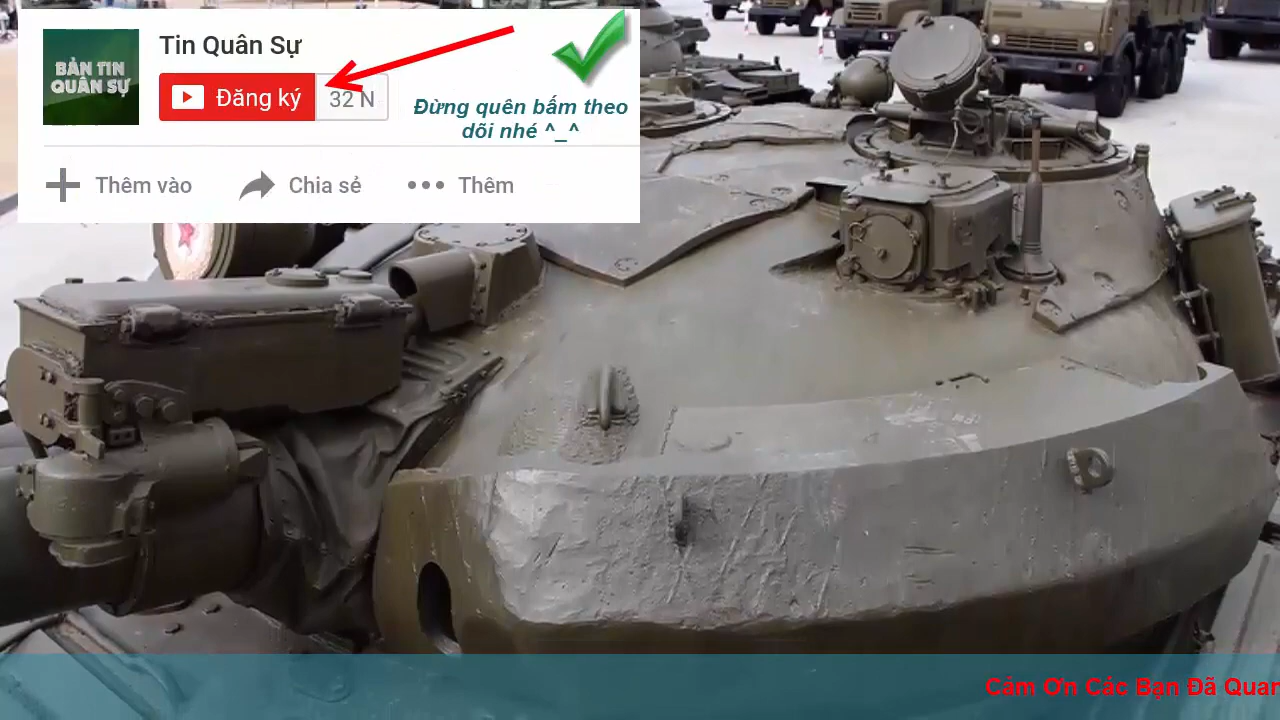 BẢN TIN
QUÂN SỰ
Tin Quân Sự
Đăng ký
32 N
Đừng quên bấm theo
dõi nhé ^_^
Thêm vào
Chia sẻ
Thêm
Cảm Ơn Các Bạn Đã Quan